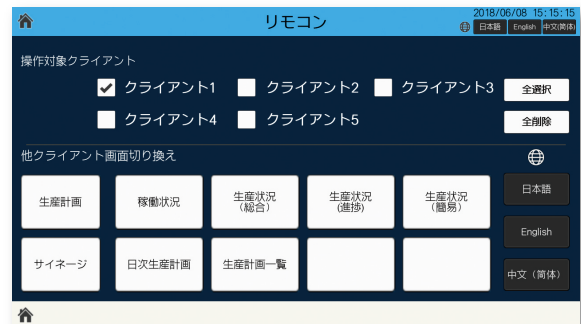 リモコン
2018/06/08 15:15:15
日本語 English 中文(简体)
操作対象クライアント
クライアント1 クライアント2 クライアント3 全選択
クライアント4 クライアント5 全削除
他クライアント画面切り換え
生産計画
稼働状況
生産状況
(総合)
生産状況
(進捗)
生産状況
(簡易)
日本語
English
サイネージ
日次生産計画
生産計画一覧
中文（简体）